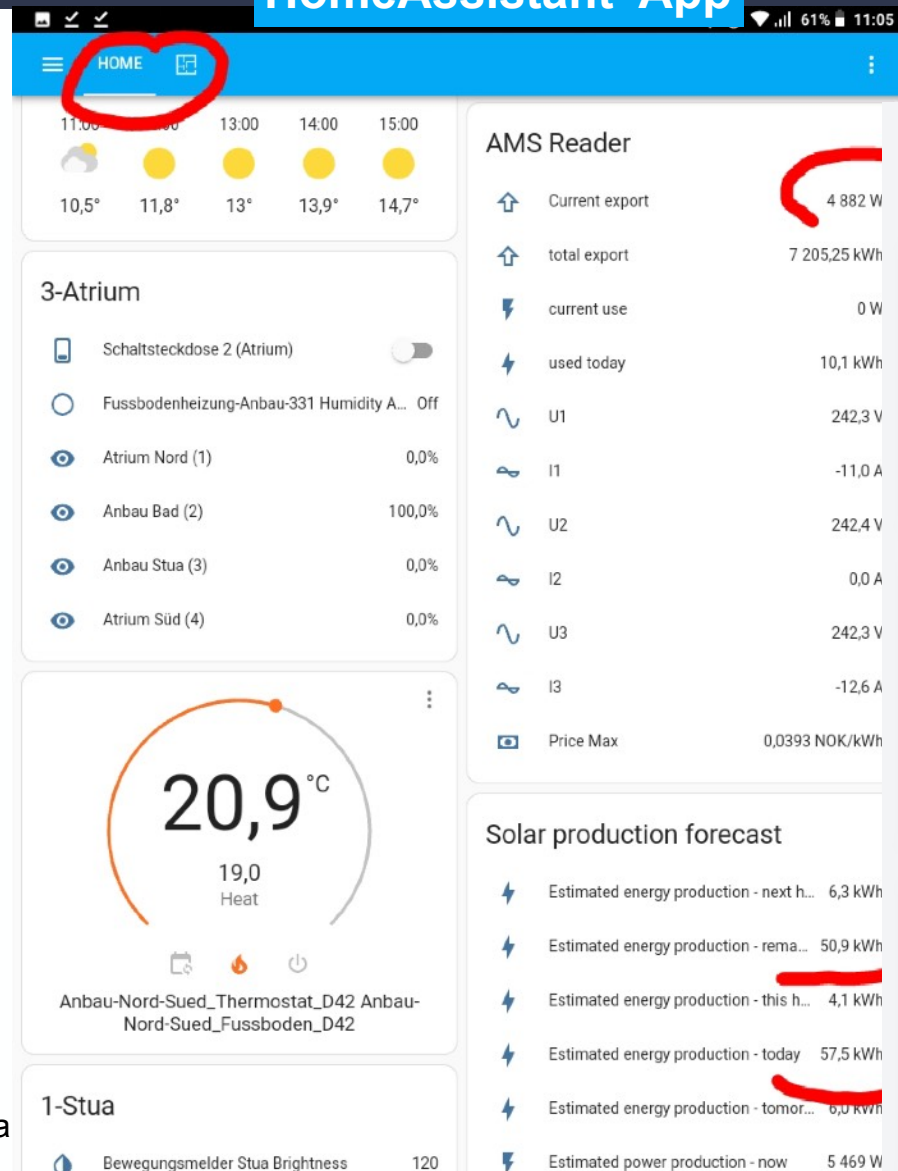 HomeAssistant App
61% 11:05
HOME
11:00 13:00 14:00 15:00
10,5° 11,8° 13° 13,9° 14,7°
3-Atrium
Schaltsteckdose 2 (Atrium)
Fussbodenheizung-Anbau-331 Humidity A... Off
Atrium Nord (1) 0,0%
Anbau Bad (2) 100,0%
Anbau Stua (3) 0,0%
Atrium Süd (4) 0,0%
20,9 °C
19,0
Heat
Anbau-Nord-Sued_Thermostat_D42 Anbau-
Nord-Sued_Fussboden_D42
1-Stua
Bewegungsmelder Stua Brightness 120
AMS Reader
Current export 4 882 W
total export 7 205,25 kWh
current use 0 W
used today 10,1 kWh
U1 242,3 V
I1 -11,0 A
U2 242,4 V
I2 0,0 A
U3 242,3 V
I3 -12,6 A
Price Max 0,0393 NOK/kWh
Solar production forecast
Estimated energy production - next h... 6,3 kWh
Estimated energy production - rema... 50,9 kWh
Estimated energy production - this h... 4,1 kWh
Estimated energy production - today 57,5 kWh
Estimated energy production - tomor... 6,0 kWh
Estimated power production - now 5 469 W
a